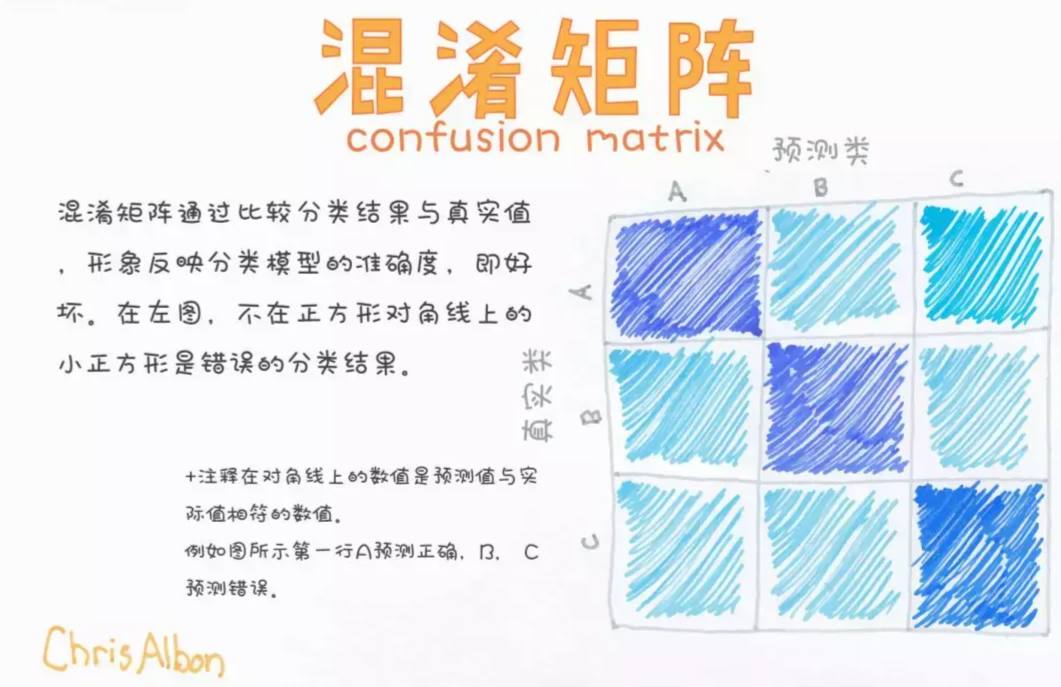 混淆矩阵
confusion matrix
预测类
A B C
混淆矩阵通过比较分类结果与真实值
，形象反映分类模型的准确度，即好
坏。在左图，不在正方形对角线上的
小正方形是错误的分类结果。
真实类
A
B
C
+注释在对角线上的数值是预测值与实
际值相符的数值。
例如图所示第一行A预测正确，B， C
预测错误。
Chris Albon